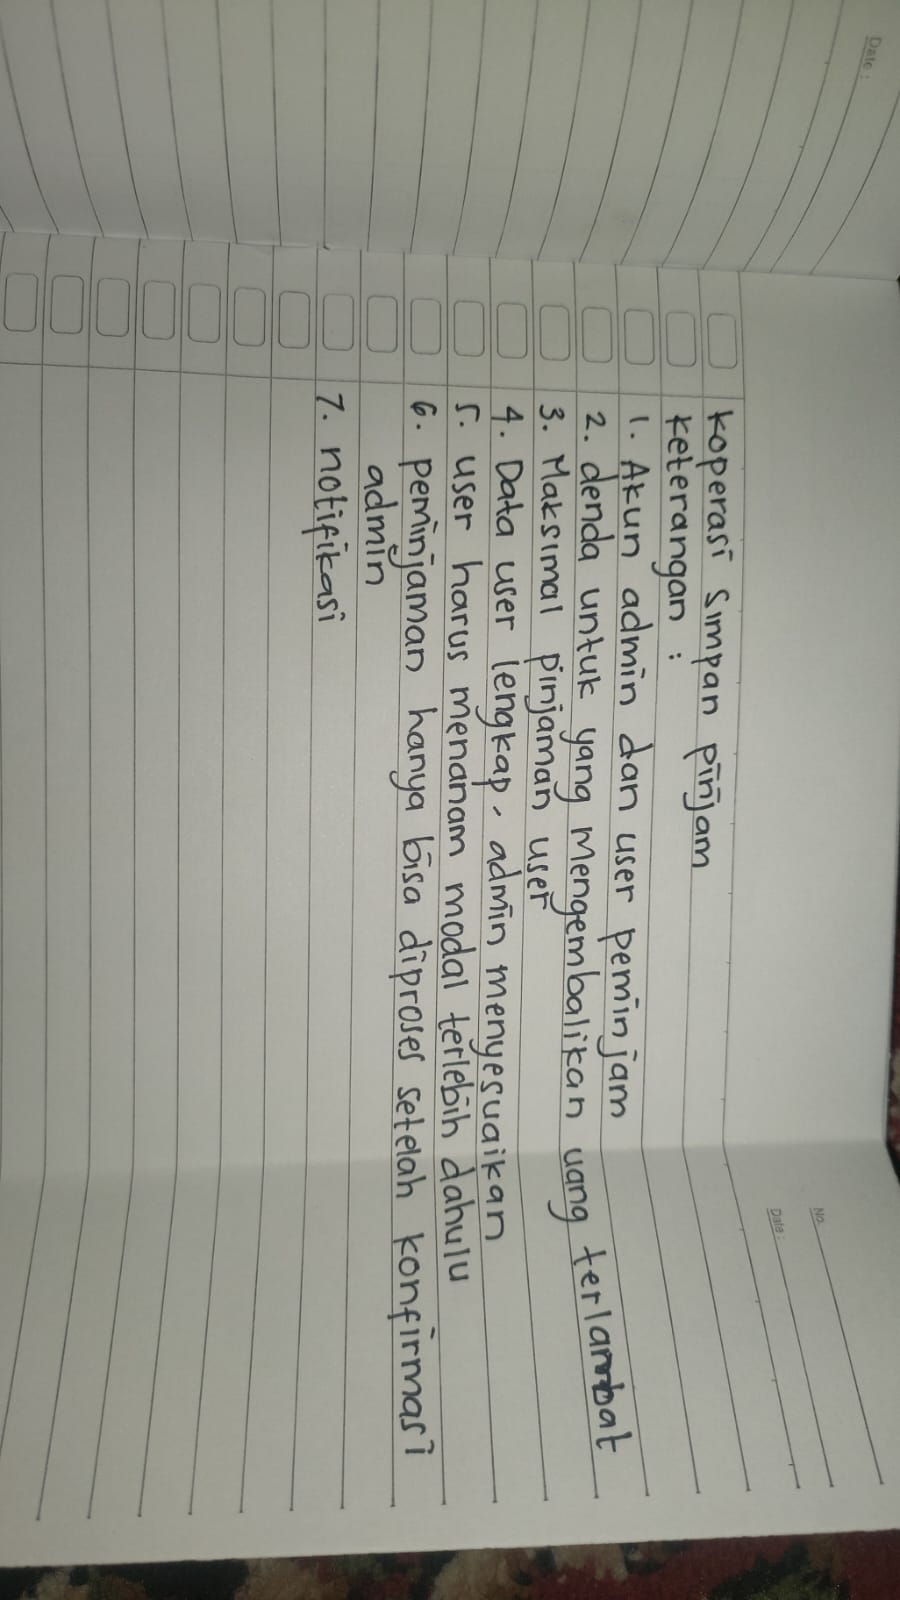 Date :
No.
Date :
koperasi simpan pinjam
keterangan :
1. Akun admin dan user peminjam
2. denda untuk yang mengembalikan uang terlambat
3. Maksimal pinjaman user
4. Data user lengkap, admin menyesuaikan
5. user harus menanam modal terlebih dahulu
6. peminjaman hanya bisa diproses setelah konfirmasi
admin
7. notifikasi